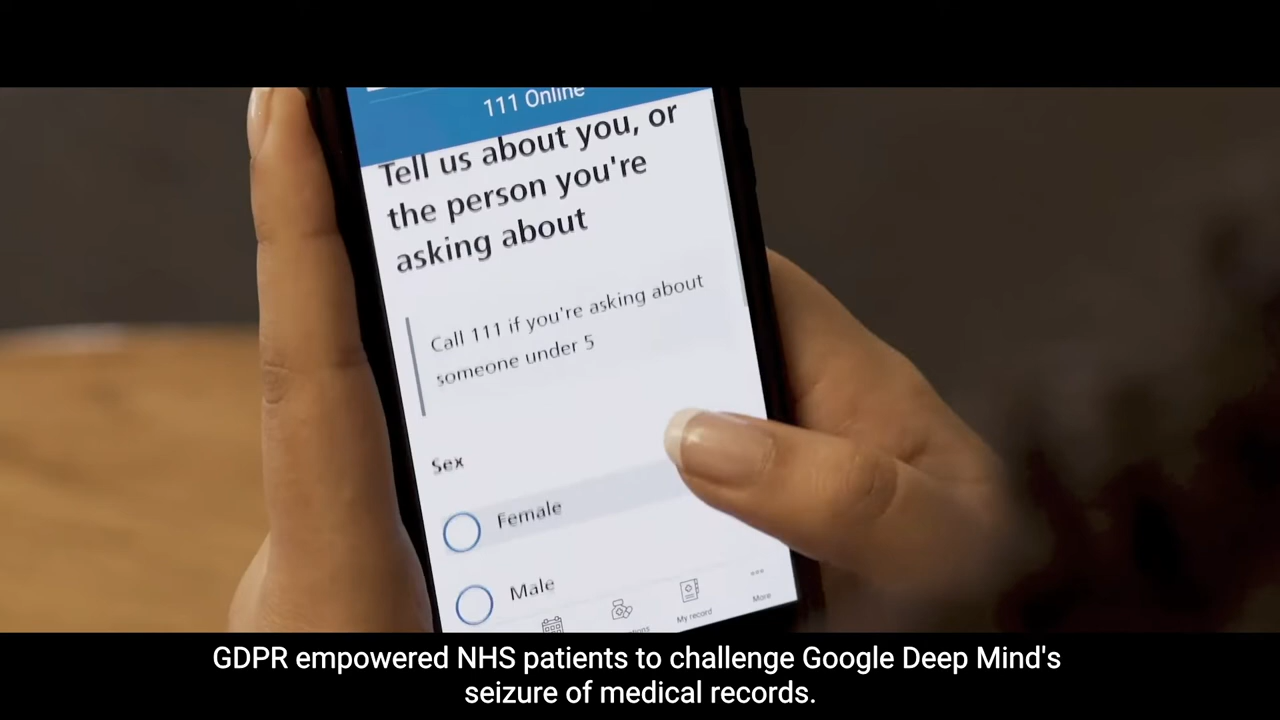 111 Online
Tell us about you, or
the person you're
asking about
Call 111 if you're asking about
someone under 5
Sex
Female
Male
My record
More
GDPR empowered NHS patients to challenge Google Deep Mind's
seizure of medical records.